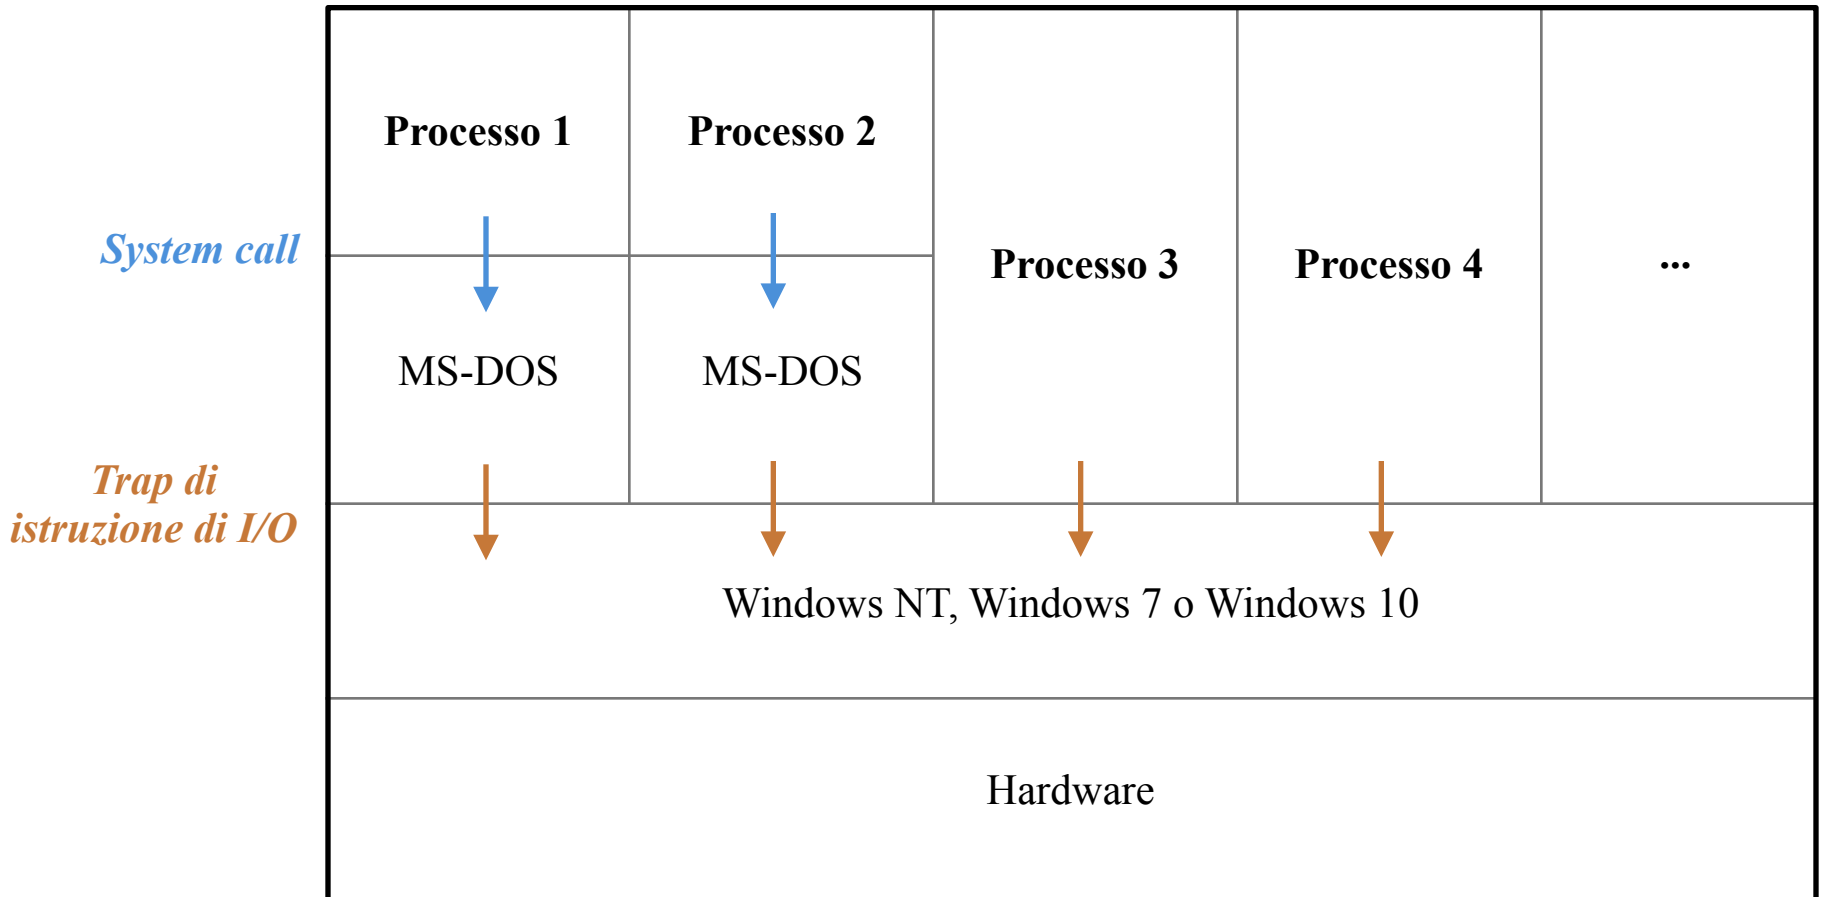 Processo 1
Processo 2
System call
Processo 3
Processo 4
...
MS-DOS
MS-DOS
Trap di
istruzione di I/O
Windows NT, Windows 7 o Windows 10
Hardware